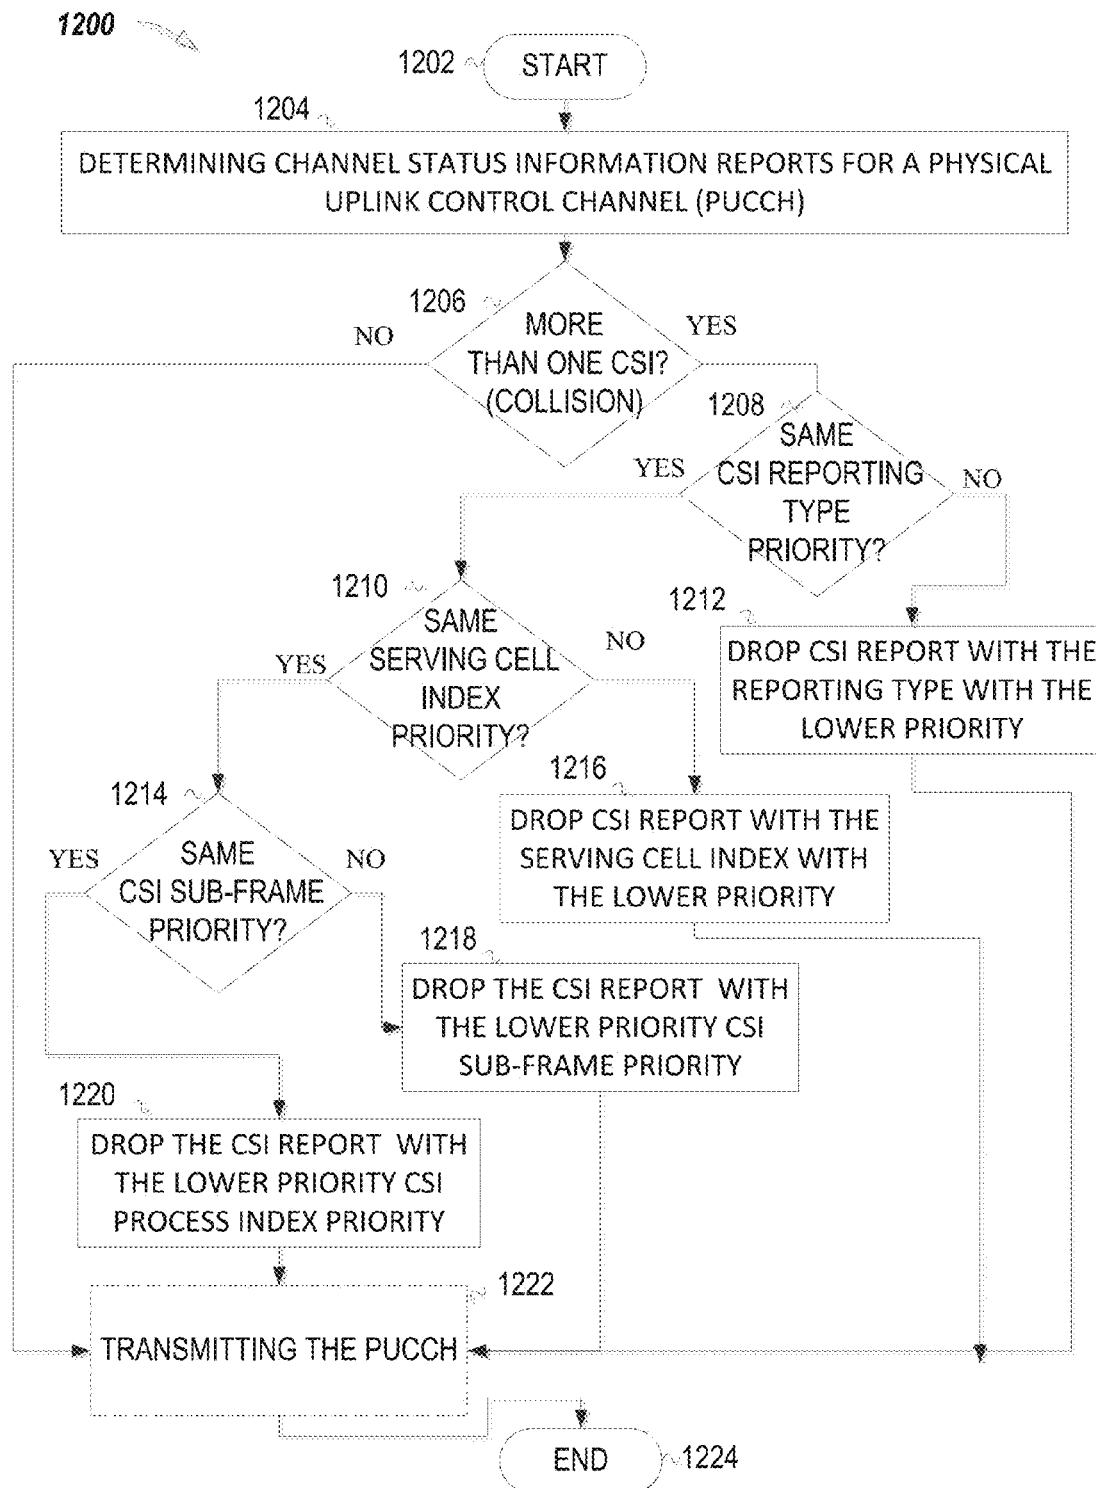 1200
1202
START
1204
DETERMINING CHANNEL STATUS INFORMATION REPORTS FOR A PHYSICAL
UPLINK CONTROL CHANNEL (PUCCH)
1206
NO
YES
MORE
THAN ONE CSI?
(COLLISION)
1208
SAME
CSI REPORTING
TYPE
PRIORITY?
YES
NO
1210
SAME
SERVING CELL
INDEX
PRIORITY?
YES
NO
1212
DROP CSI REPORT WITH THE
REPORTING TYPE WITH THE
LOWER PRIORITY
1214
SAME
CSI SUB-FRAME
PRIORITY?
YES
NO
1216
DROP CSI REPORT WITH THE
SERVING CELL INDEX WITH
THE LOWER PRIORITY
1218
DROP THE CSI REPORT WITH
THE LOWER PRIORITY CSI
SUB-FRAME PRIORITY
1220
DROP THE CSI REPORT WITH
THE LOWER PRIORITY CSI
PROCESS INDEX PRIORITY
1222
TRANSMITTING THE PUCCH
END
1224